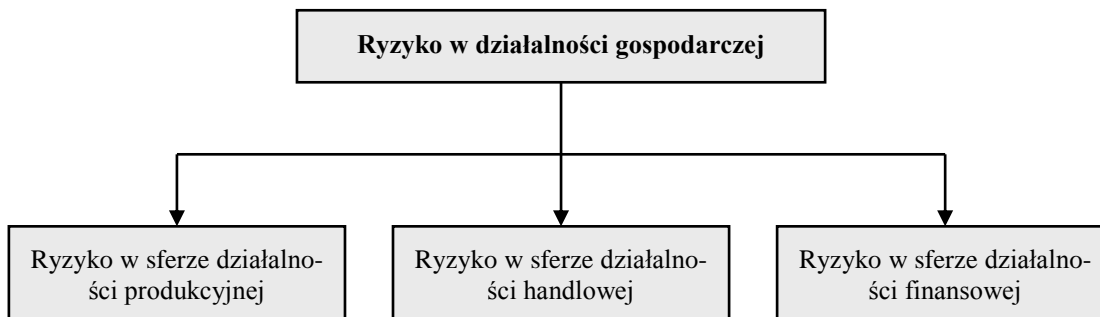 Ryzyko w działalności gospodarczej
Ryzyko w sferze działalno-
ści produkcyjnej
Ryzyko w sferze działalno-
ści handlowej
Ryzyko w sferze działalno-
ści finansowej